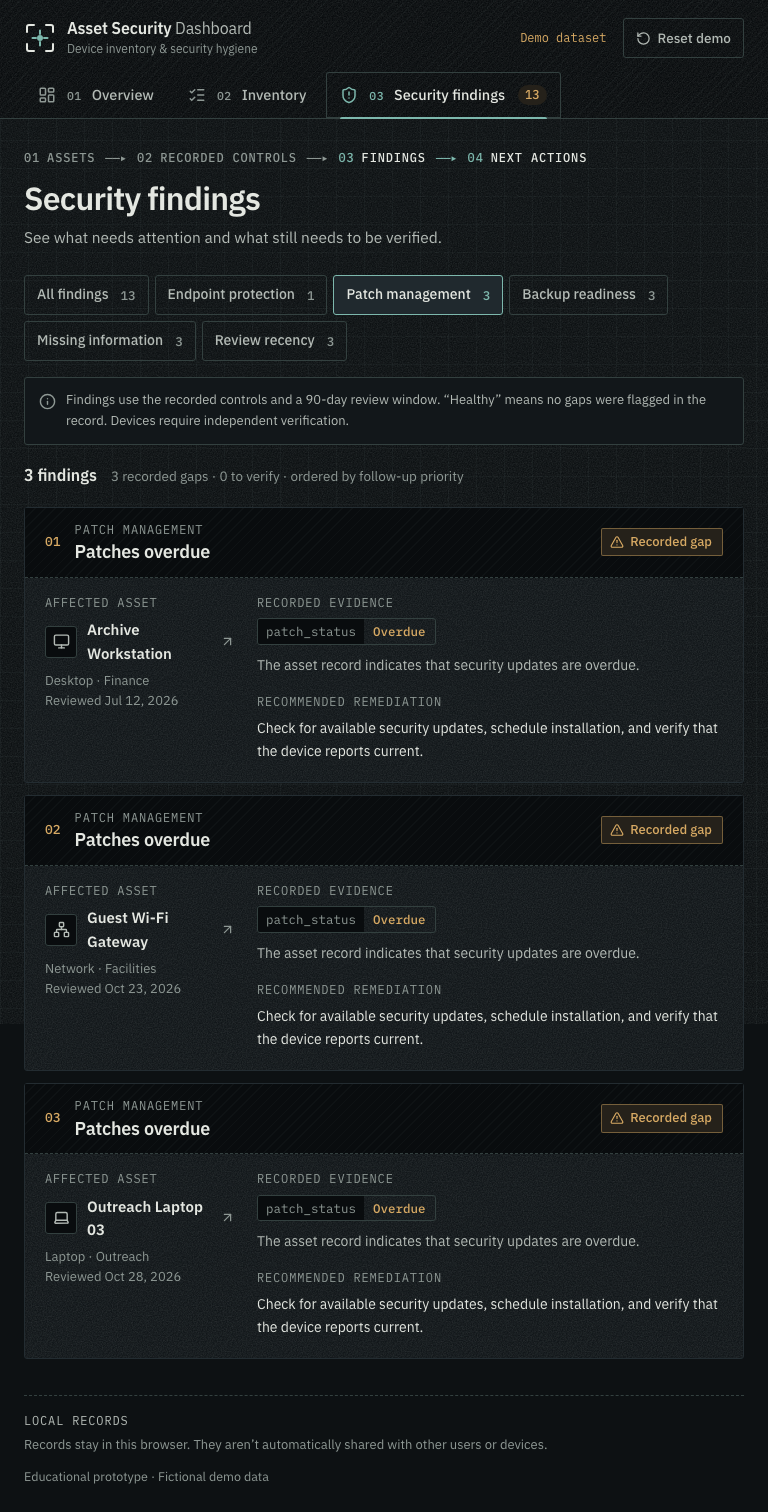 Asset Security Dashboard
Device inventory & security hygiene
Demo dataset
Reset demo
01 Overview
02 Inventory
03 Security findings 13
01 ASSETS
02 RECORDED CONTROLS
03 FINDINGS
04 NEXT ACTIONS
Security findings
See what needs attention and what still needs to be verified.
All findings 13
Endpoint protection 1
Patch management 3
Backup readiness 3
Missing information 3
Review recency 3
Findings use the recorded controls and a 90-day review window. “Healthy” means no gaps were flagged in the
record. Devices require independent verification.
3 findings 3 recorded gaps · 0 to verify · ordered by follow-up priority
01
PATCH MANAGEMENT
Patches overdue
Recorded gap
AFFECTED ASSET
Archive
Workstation
Desktop · Finance
Reviewed Jul 12, 2026
RECORDED EVIDENCE
patch_status Overdue
The asset record indicates that security updates are overdue.
RECOMMENDED REMEDIATION
Check for available security updates, schedule installation, and verify that
the device reports current.
02
PATCH MANAGEMENT
Patches overdue
Recorded gap
AFFECTED ASSET
Guest Wi-Fi
Gateway
Network · Facilities
Reviewed Oct 23, 2026
RECORDED EVIDENCE
patch_status Overdue
The asset record indicates that security updates are overdue.
RECOMMENDED REMEDIATION
Check for available security updates, schedule installation, and verify that
the device reports current.
03
PATCH MANAGEMENT
Patches overdue
Recorded gap
AFFECTED ASSET
Outreach Laptop
03
Laptop · Outreach
Reviewed Oct 28, 2026
RECORDED EVIDENCE
patch_status Overdue
The asset record indicates that security updates are overdue.
RECOMMENDED REMEDIATION
Check for available security updates, schedule installation, and verify that
the device reports current.
LOCAL RECORDS
Records stay in this browser. They aren’t automatically shared with other users or devices.
Educational prototype · Fictional demo data